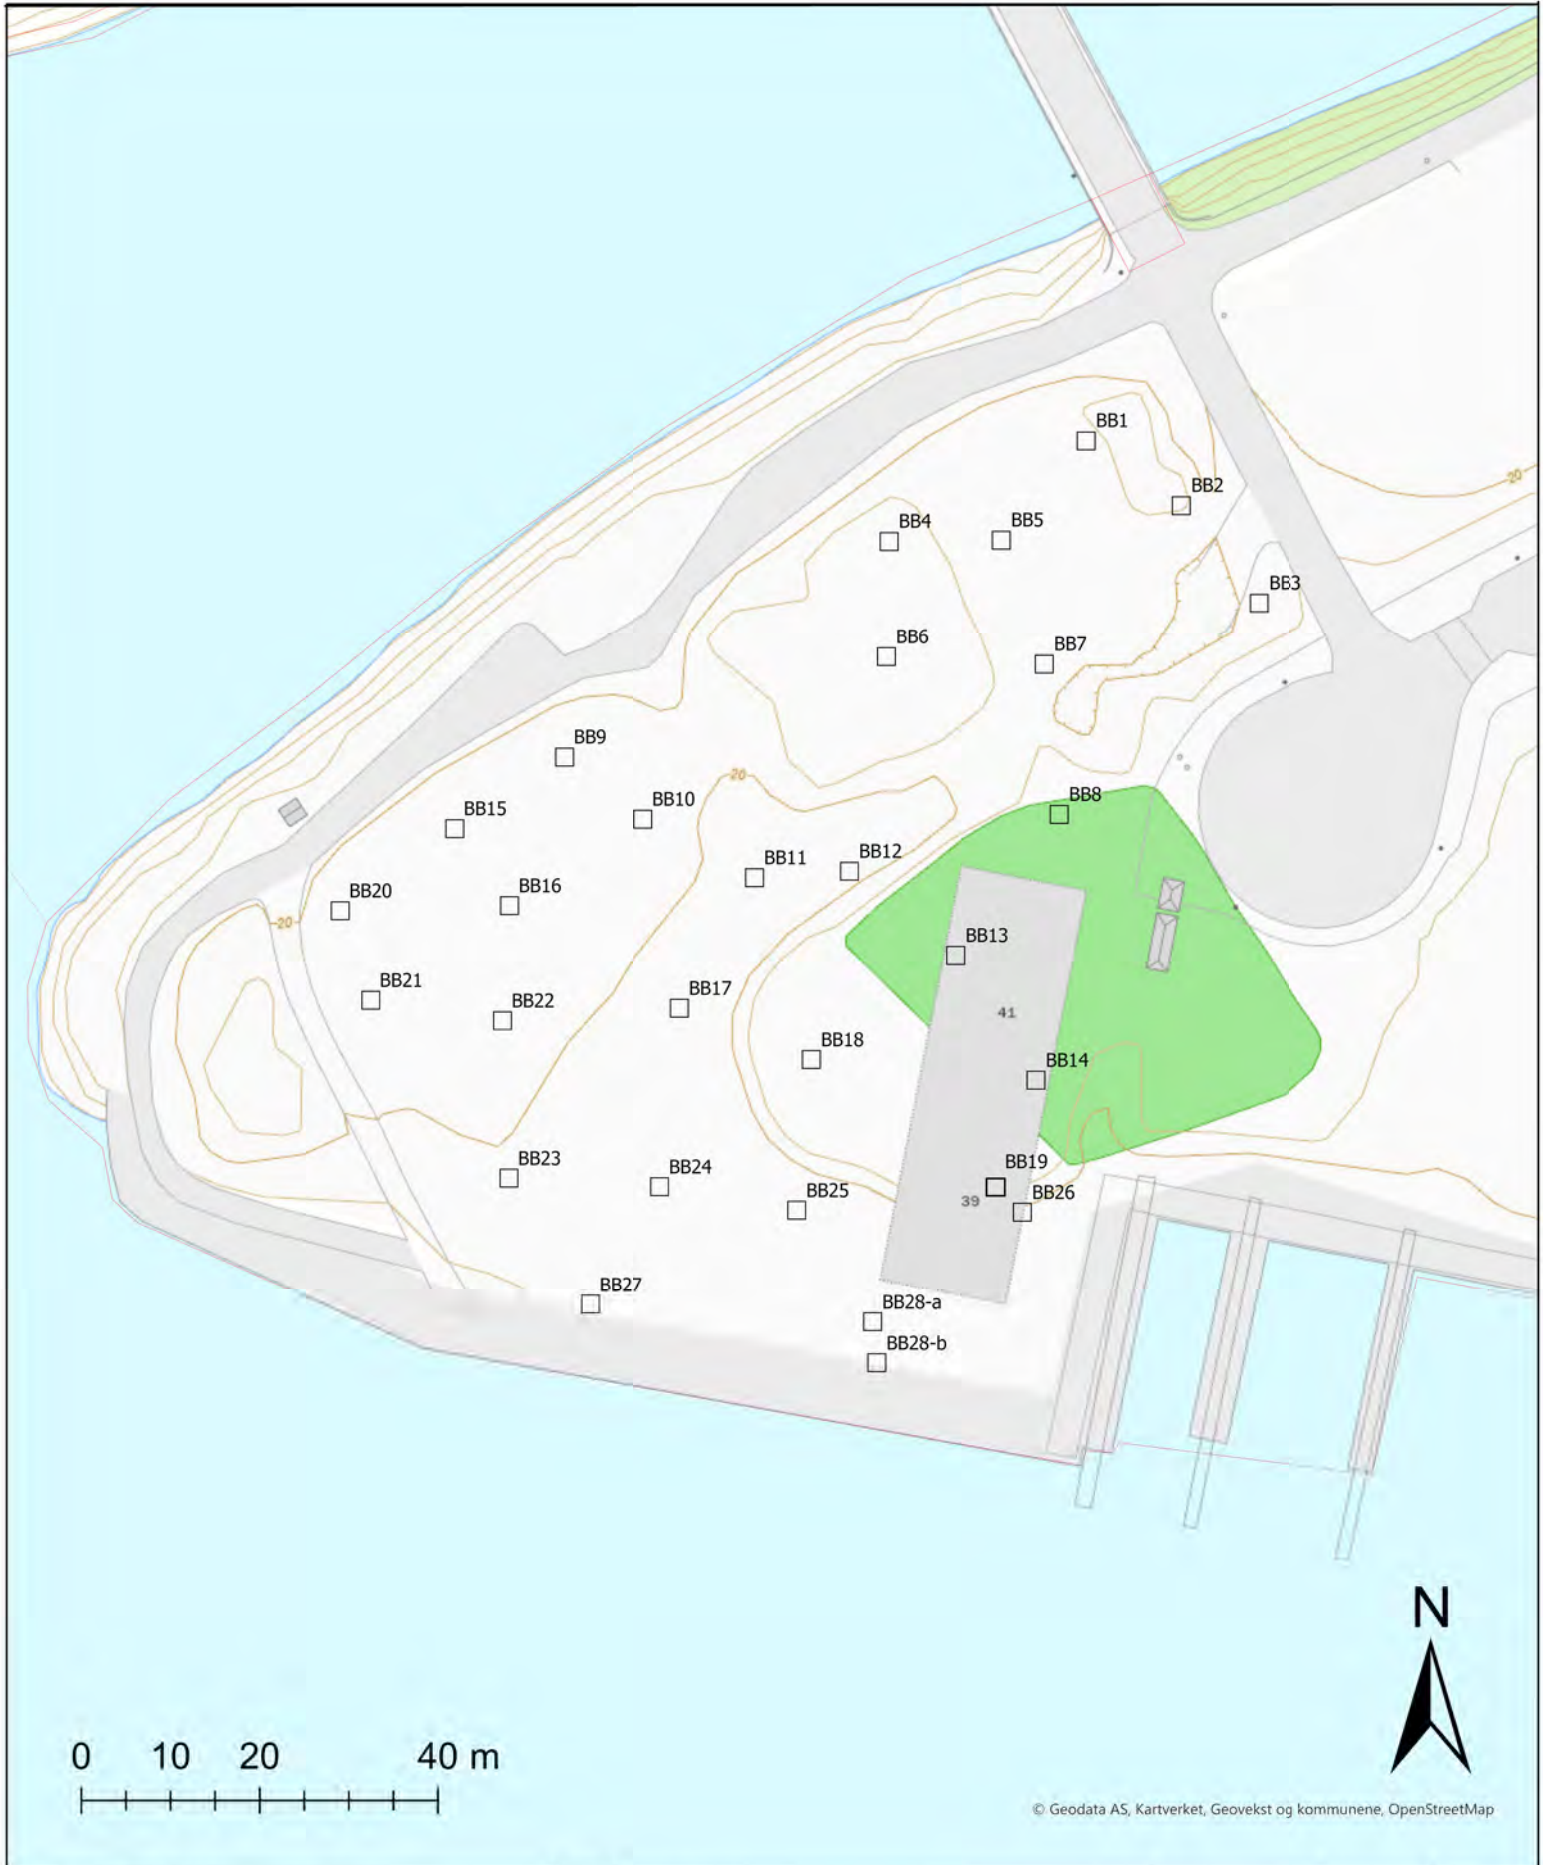 BB1
20
BB2
BB4
BB5
BB3
BB6
BB7
BB9
20
BB8
BB15
BB10
BB11
BB12
BB20
BB16
20
BB13
BB21
BB22
BB17
41
BB18
BB14
BB23
BB24
BB19
BB25
39
BB26
BB27
BB28-a
BB28-b
N
0 10 20 40 m
© Geodata AS, Kartverket, Geovekst og kommunene, OpenStreetMap